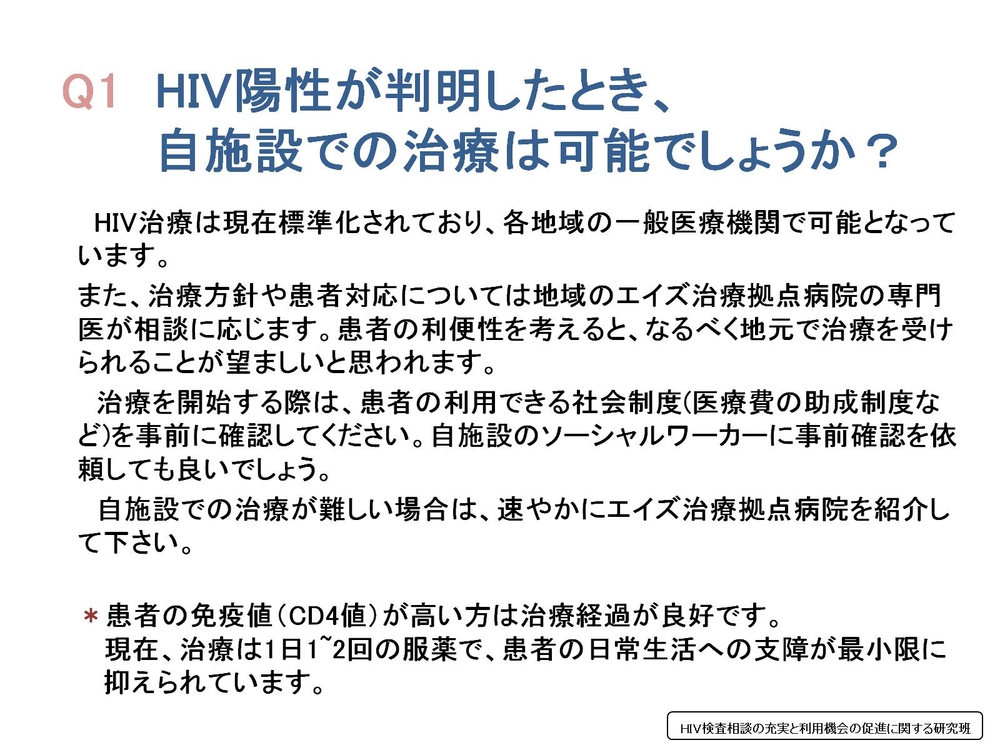 Q1 HIV陽性が判明したとき、
自施設での治療は可能でしょうか？
HIV治療は現在標準化されており、各地域の一般医療機関で可能となって
います。
また、治療方針や患者対応については地域のエイズ治療拠点病院の専門
医が相談に応じます。患者の利便性を考えると、なるべく地元で治療を受け
られることが望ましいと思われます。
治療を開始する際は、患者の利用できる社会制度(医療費の助成制度な
ど)を事前に確認してください。自施設のソーシャルワーカーに事前確認を依
頼しても良いでしょう。
自施設での治療が難しい場合は、速やかにエイズ治療拠点病院を紹介し
て下さい。
＊患者の免疫値（CD4値）が高い方は治療経過が良好です。
現在、治療は1日1~2回の服薬で、患者の日常生活への支障が最小限に
抑えられています。
HIV検査相談の充実と利用機会の促進に関する研究班